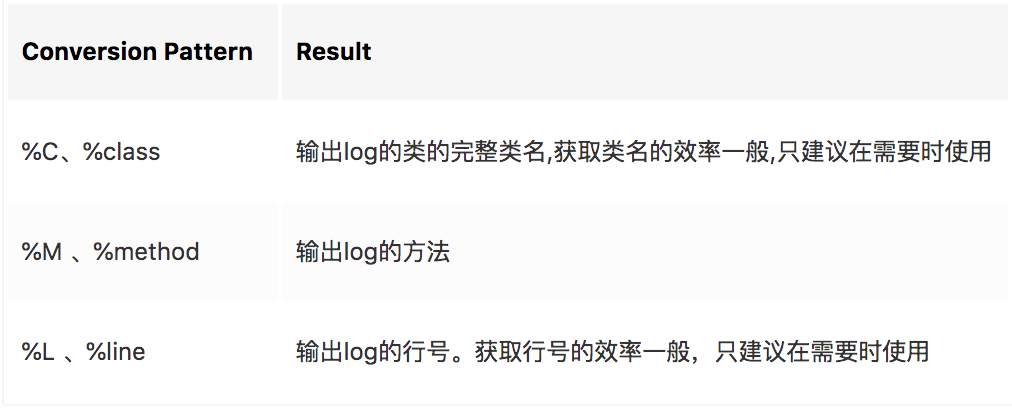 Conversion Pattern Result
%C、%class 输出log的类的完整类名,获取类名的效率一般,只建议在需要时使用
%M 、%method 输出log的方法
%L 、%line 输出log的行号。获取行号的效率一般，只建议在需要时使用